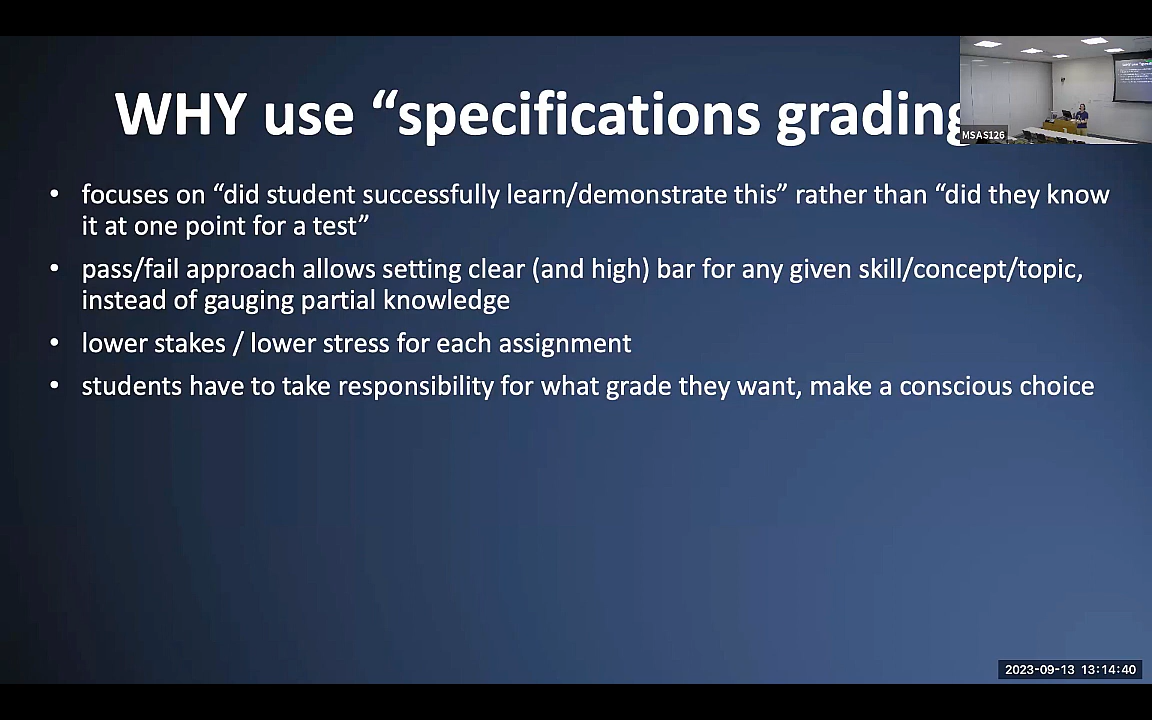 WHY use “specifications grading
MSAS126
• focuses on “did student successfully learn/demonstrate this” rather than “did they know
it at one point for a test”
• pass/fail approach allows setting clear (and high) bar for any given skill/concept/topic,
instead of gauging partial knowledge
• lower stakes / lower stress for each assignment
• students have to take responsibility for what grade they want, make a conscious choice
2023-09-13 13:14:40